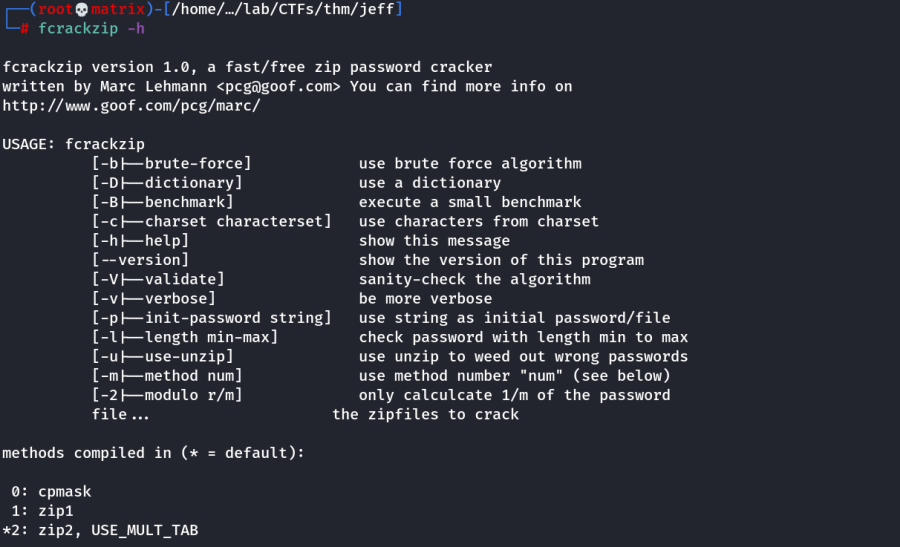 ┌──(root💀matrix)-[/home/…/lab/CTFs/thm/jeff]
└─# fcrackzip -h
fcrackzip version 1.0, a fast/free zip password cracker
written by Marc Lehmann <pcg@goof.com> You can find more info on
http://www.goof.com/pcg/marc/
USAGE: fcrackzip
[-b|--brute-force] use brute force algorithm
[-D|--dictionary] use a dictionary
[-B|--benchmark] execute a small benchmark
[-c|--charset characterset] use characters from charset
[-h|--help] show this message
[--version] show the version of this program
[-V|--validate] sanity-check the algorithm
[-v|--verbose] be more verbose
[-p|--init-password string] use string as initial password/file
[-l|--length min-max] check password with length min to max
[-u|--use-unzip] use unzip to weed out wrong passwords
[-m|--method num] use method number "num" (see below)
[-2|--modulo r/m] only calculcate 1/m of the password
file... the zipfiles to crack
methods compiled in (* = default):
0: cpmask
1: zip1
*2: zip2, USE_MULT_TAB